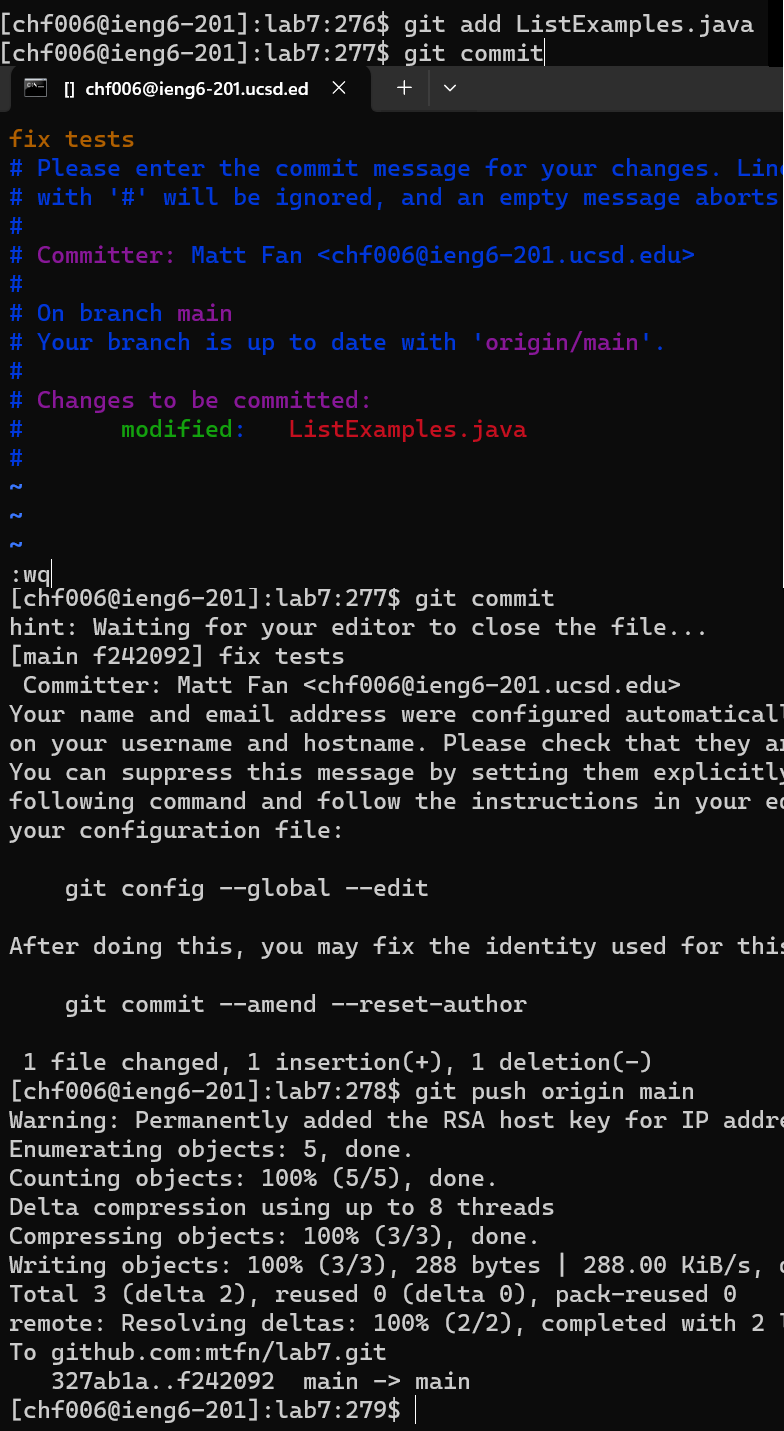 [chf006@ieng6-201]:lab7:276$ git add ListExamples.java
[chf006@ieng6-201]:lab7:277$ git commit
[] chf006@ieng6-201.ucsd.ed
fix tests
# Please enter the commit message for your changes. Lin
# with '#' will be ignored, and an empty message aborts
#
# Committer: Matt Fan <chf006@ieng6-201.ucsd.edu>
#
# On branch main
# Your branch is up to date with 'origin/main'.
#
# Changes to be committed:
#       modified:   ListExamples.java
#
~
~
~
:wq
[chf006@ieng6-201]:lab7:277$ git commit
hint: Waiting for your editor to close the file...
[main f242092] fix tests
 Committer: Matt Fan <chf006@ieng6-201.ucsd.edu>
Your name and email address were configured automatical
on your username and hostname. Please check that they a
You can suppress this message by setting them explicitly
following command and follow the instructions in your e
your configuration file:
    git config --global --edit
After doing this, you may fix the identity used for this
    git commit --amend --reset-author
 1 file changed, 1 insertion(+), 1 deletion(-)
[chf006@ieng6-201]:lab7:278$ git push origin main
Warning: Permanently added the RSA host key for IP addre
Enumerating objects: 5, done.
Counting objects: 100% (5/5), done.
Delta compression using up to 8 threads
Compressing objects: 100% (3/3), done.
Writing objects: 100% (3/3), 288 bytes | 288.00 KiB/s,
Total 3 (delta 2), reused 0 (delta 0), pack-reused 0
remote: Resolving deltas: 100% (2/2), completed with 2
To github.com:mtfn/lab7.git
   327ab1a..f242092  main -> main
[chf006@ieng6-201]:lab7:279$